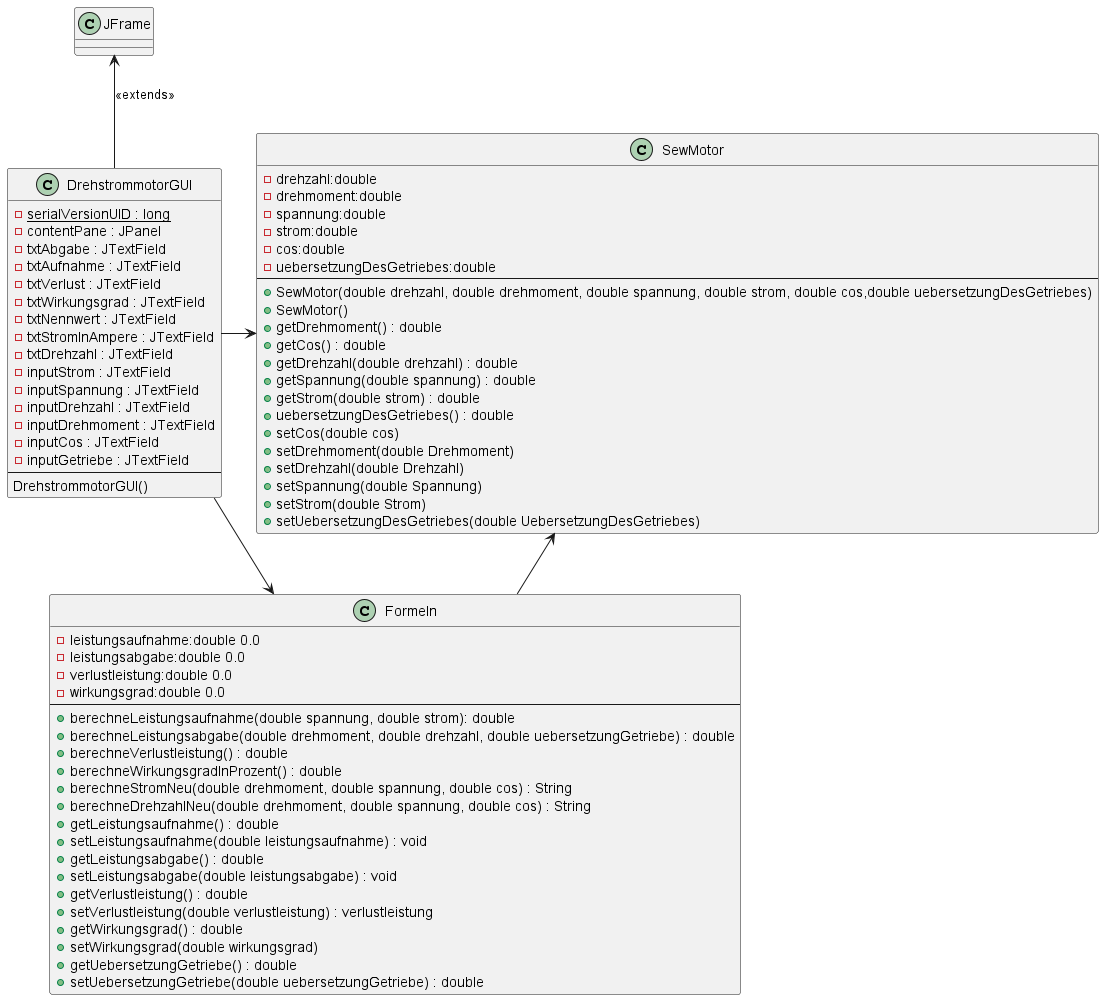 JFrame
«extends»
DrehstrommotorGUI
serialVersionUID : long
contentPane : JPanel
txtAbgabe : JTextField
txtAufnahme : JTextField
txtVerlust : JTextField
txtWirkungsgrad : JTextField
txtNennwert : JTextField
txtStromInAmpere : JTextField
txtDrehzahl : JTextField
inputStrom : JTextField
inputSpannung : JTextField
inputDrehzahl : JTextField
inputDrehmoment : JTextField
inputCos : JTextField
inputGetriebe : JTextField
DrehstrommotorGUI()
SewMotor
drehzahl:double
drehmoment:double
spannung:double
strom:double
cos:double
uebersetzungDesGetriebes:double
SewMotor(double drehzahl, double drehmoment, double spannung, double strom, double cos,double uebersetzungDesGetriebes)
SewMotor()
getDrehmoment() : double
getCos() : double
getDrehzahl(double drehzahl) : double
getSpannung(double spannung) : double
getStrom(double strom) : double
uebersetzungDesGetriebes() : double
setCos(double cos)
setDrehmoment(double Drehmoment)
setDrehzahl(double Drehzahl)
setSpannung(double Spannung)
setStrom(double Strom)
setUebersetzungDesGetriebes(double UebersetzungDesGetriebes)
Formeln
leistungsaufnahme:double 0.0
leistungsabgabe:double 0.0
verlustleistung:double 0.0
wirkungsgrad:double 0.0
berechneLeistungsaufnahme(double spannung, double strom): double
berechneLeistungsabgabe(double drehmoment, double drehzahl, double uebersetzungGetriebe) : double
berechneVerlustleistung() : double
berechneWirkungsgradInProzent() : double
berechneStromNeu(double drehmoment, double spannung, double cos) : String
berechneDrehzahlNeu(double drehmoment, double spannung, double cos) : String
getLeistungsaufnahme() : double
setLeistungsaufnahme(double leistungsaufnahme) : void
getLeistungsabgabe() : double
setLeistungsabgabe(double leistungsabgabe) : void
getVerlustleistung() : double
setVerlustleistung(double verlustleistung) : verlustleistung
getWirkungsgrad() : double
setWirkungsgrad(double wirkungsgrad)
getUebersetzungGetriebe() : double
setUebersetzungGetriebe(double uebersetzungGetriebe) : double